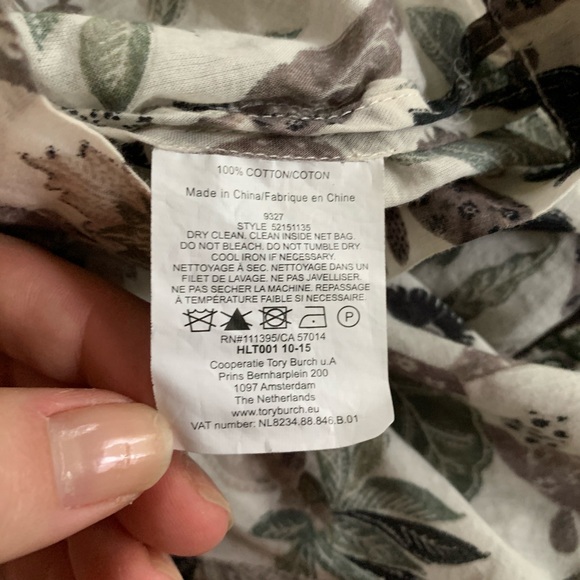 100% COTTON/COTON
Made in China/Fabrique en Chine
9327
STYLE 52151135
DRY CLEAN. CLEAN INSIDE NET BAG.
DO NOT BLEACH. DO NOT TUMBLE DRY.
COOL IRON IF NECESSARY.
NETTOYAGE À SEC. NETTOYAGE DANS UN
FILET DE LAVAGE. NE PAS JAVELLISER.
NE PAS SECHER LA MACHINE. REPASSAGE
À TEMPÉRATURE FAIBLE SI NECESSAIRE.
P
RN#111395/CA 57014
HLT001 10-15
Cooperatie Tory Burch u.A
Prins Bernharplein 200
1097 Amsterdam
The Netherlands
www.toryburch.eu
VAT number: NL8234.88.846.B.01